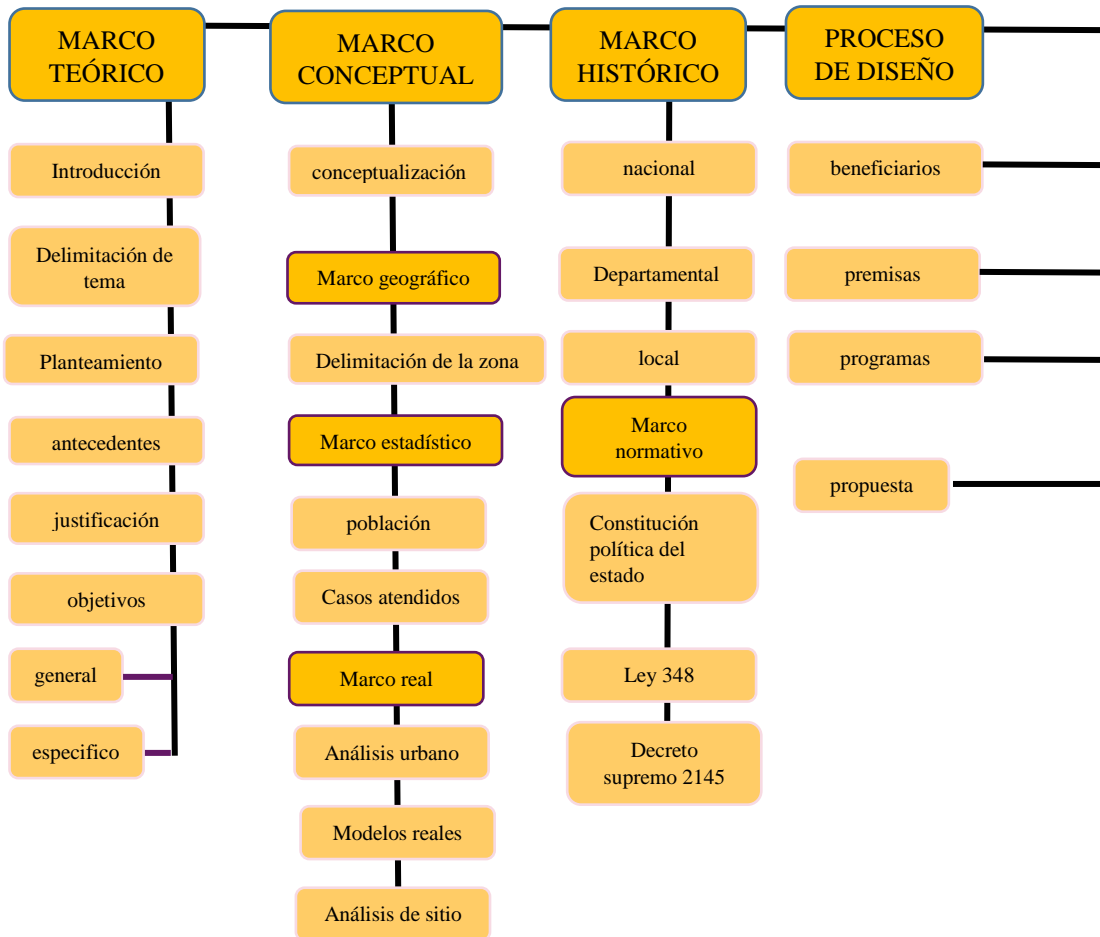 MARCO
TEÓRICO
Introducción
Delimitación de
tema
Planteamiento
antecedentes
justificación
objetivos
general
especifico
MARCO
CONCEPTUAL
conceptualización
Marco geográfico
Delimitación de la zona
Marco estadístico
población
Casos atendidos
Marco real
Análisis urbano
Modelos reales
Análisis de sitio
MARCO
HISTÓRICO
nacional
Departamental
local
Marco
normativo
Constitución
política del
estado
Ley 348
Decreto
supremo 2145
PROCESO
DE DISEÑO
beneficiarios
premisas
programas
propuesta